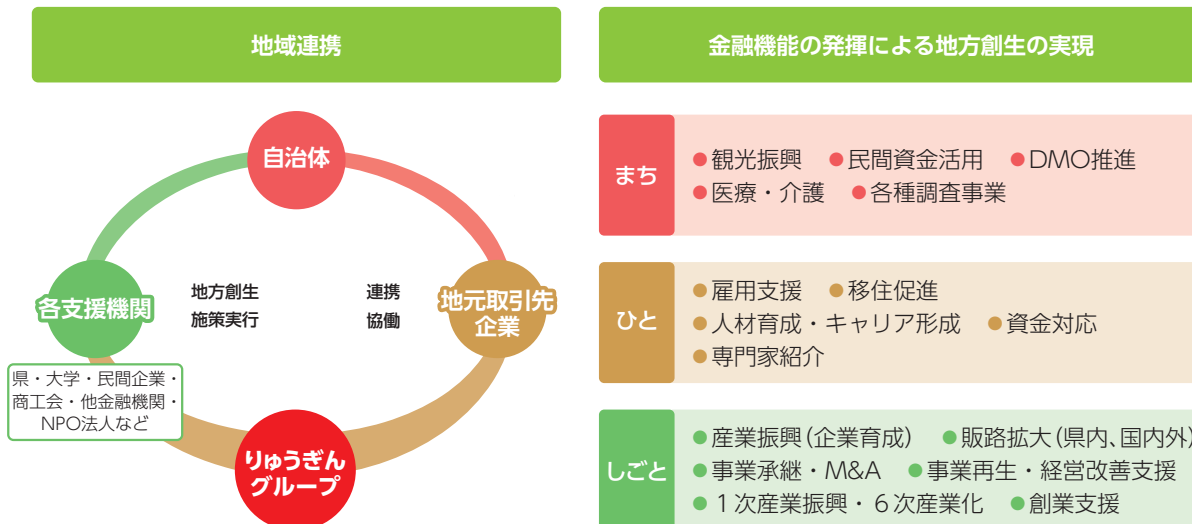 地域連携
自治体
各支援機関
地方創生
施策実行
連携
協働
地元取引先
企業
県・大学・民間企業・
商工会・他金融機関・
NPO法人など
りゅうぎん
グループ
金融機能の発揮による地方創生の実現
まち
●観光振興 ●民間資金活用 ●DMO推進
●医療・介護 ●各種調査事業
ひと
●雇用支援 ●移住促進
●人材育成・キャリア形成 ●資金対応
●専門家紹介
しごと
●産業振興(企業育成) ●販路拡大(県内、国内外)
●事業承継・M&A ●事業再生・経営改善支援
●1次産業振興・6次産業化 ●創業支援